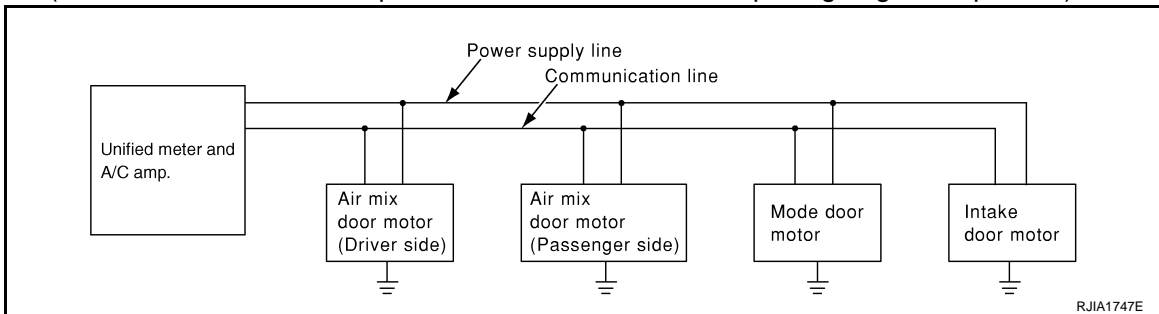 Power supply line
Communication line
Unified meter and
A/C amp.
Air mix
door motor
(Driver side)
Air mix
door motor
(Passenger side)
Mode door
motor
Intake
door motor
RJIA1747E